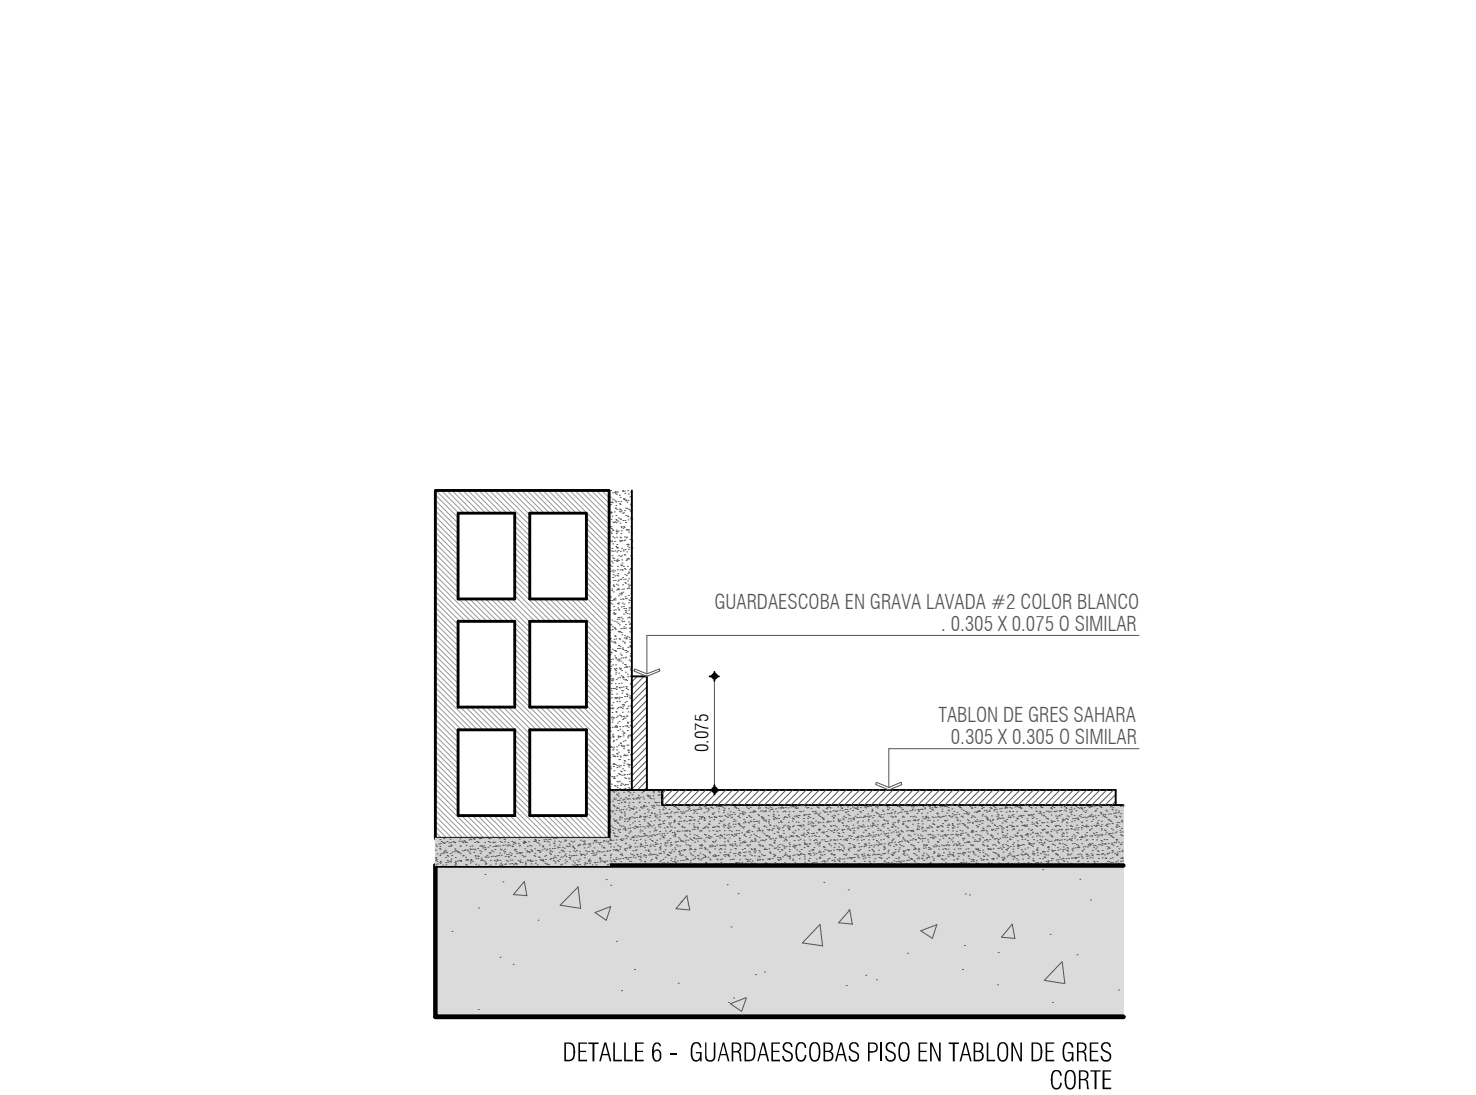 GUARDAESCOBA EN GRAVA LAVADA #2 COLOR BLANCO
. 0.305 X 0.075 O SIMILAR
0.075
TABLON DE GRES SAHARA
0.305 X 0.305 O SIMILAR
DETALLE 6 - GUARDAESCOBAS PISO EN TABLON DE GRES
CORTE